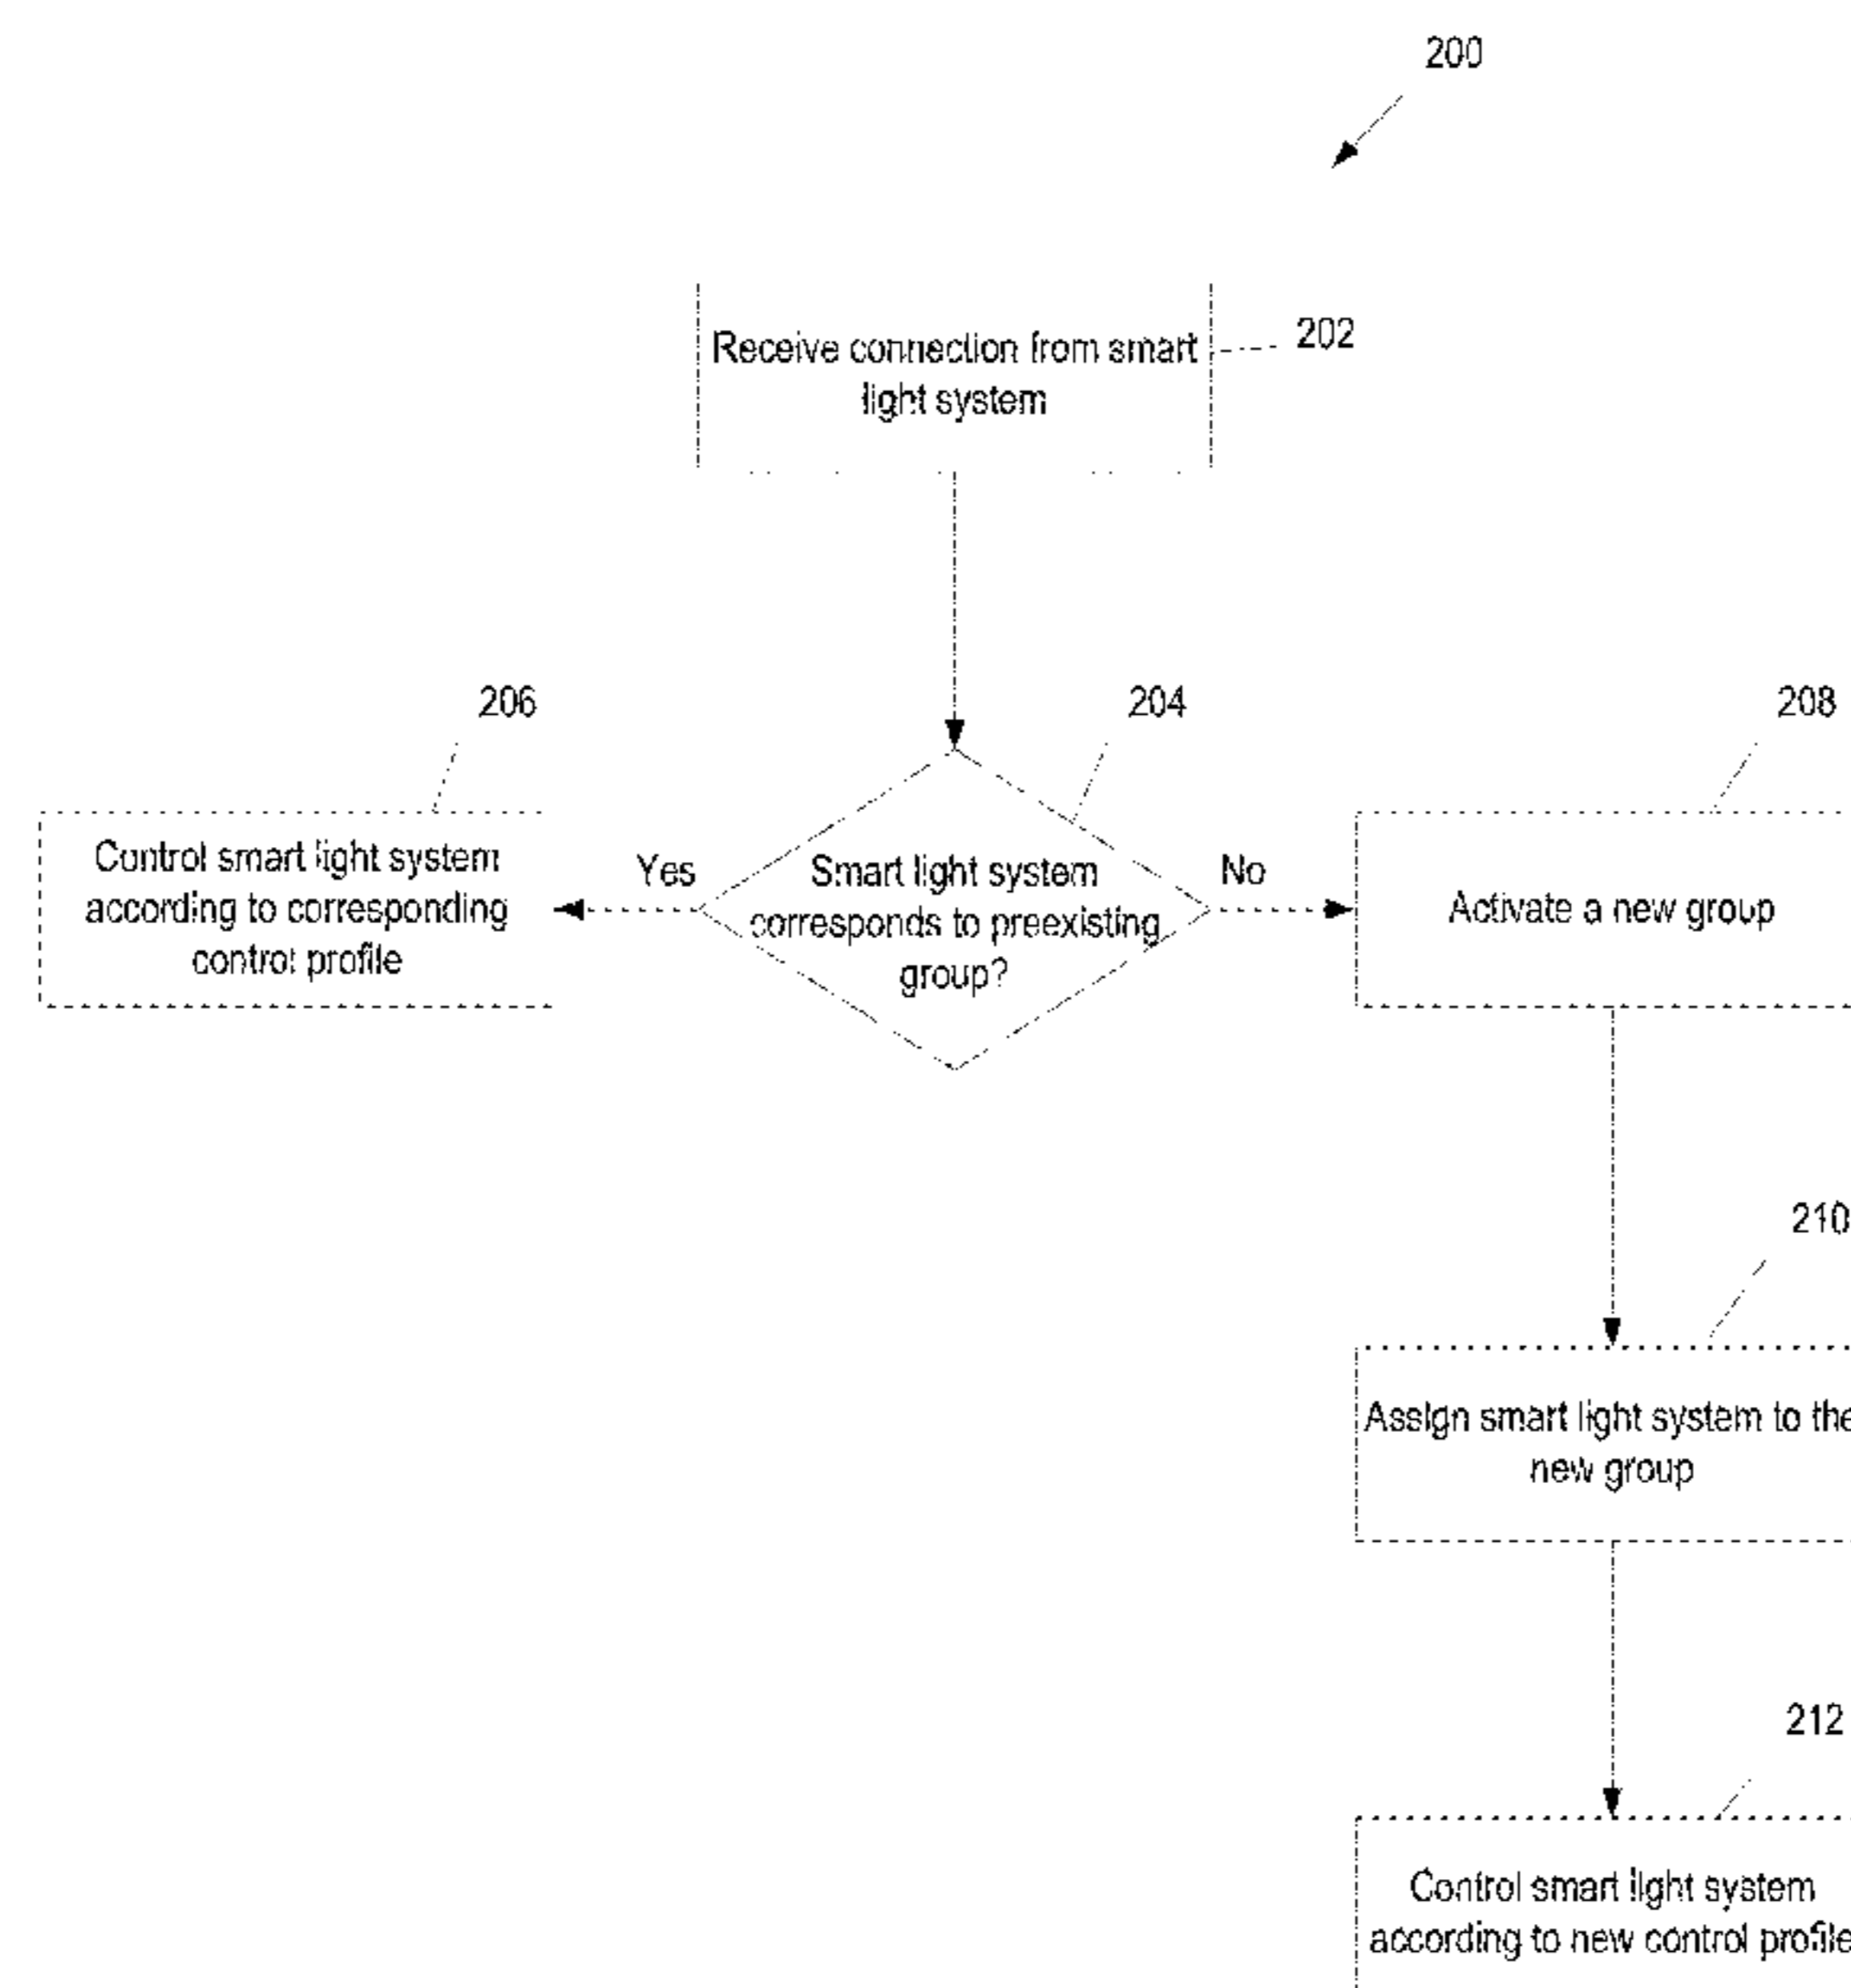 200
Receive connection from smart
light system
202
206
204
208
Control smart light system
according to corresponding
control profile
Yes
Smart light system
corresponds to preexisting
group?
No
Activate a new group
210
Assign smart light system to the
new group
212
Control smart light system
according to new control profile